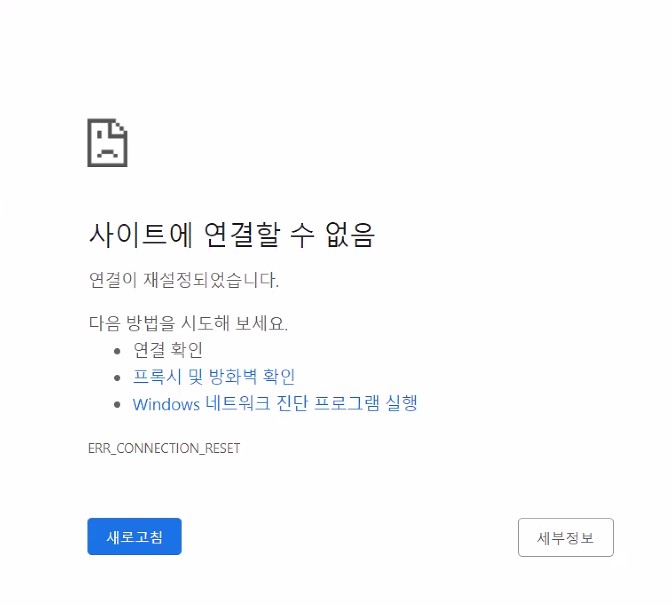 사이트에 연결할 수 없음
연결이 재설정되었습니다.
다음 방법을 시도해 보세요.
• 연결 확인
• 프록시 및 방화벽 확인
• Windows 네트워크 진단 프로그램 실행
ERR_CONNECTION_RESET
새로고침
세부정보